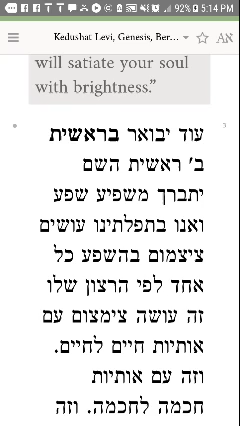 92% 5:14 PM
Kedushat Levi, Genesis, Ber...
will satiate your soul
with brightness.”
עוד יבואר בראשית
ב' ראשית השם
יתברך משפיע שפע
ואנו בתפלתינו עושים
ציצמום בהשפע כל
אחד לפי הרצון שלו
זה עושה צימצום עם
אותיות חיים לחיים.
וזה עם אותיות
חכמה לחכמה. וזה